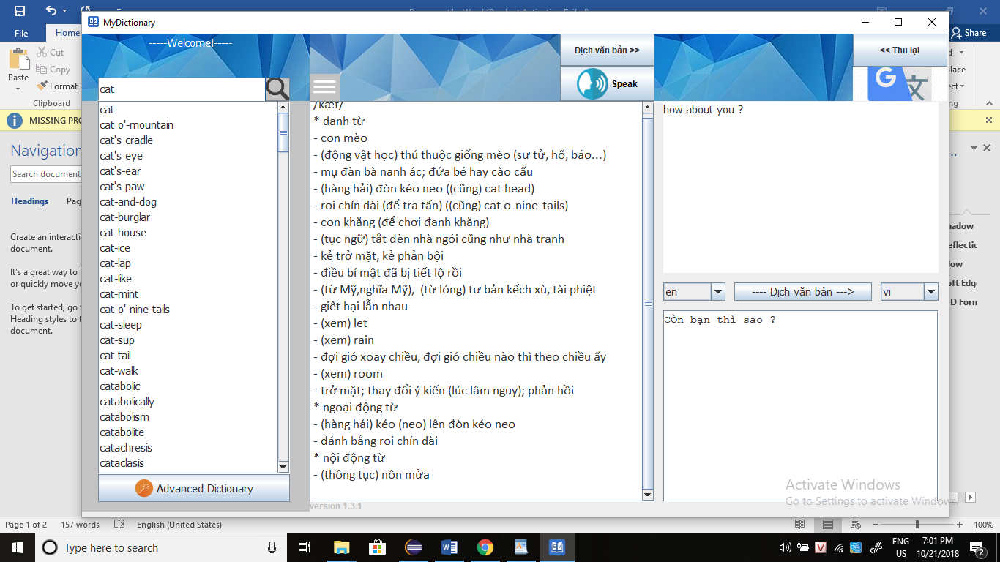 MyDictionary
File
Home
Share
Paste
Cut
Copy
Format
Clipboard
MISSING PRO
Navigation
Search document
Headings
Create an interactiv
document.
It's a great way to
or quickly move yo
To get started, go t
Heading styles to t
document.
-----Welcome!-----
cat
cat
cat o'-mountain
cat's cradle
cat's eye
cat's-ear
cat's-paw
cat-and-dog
cat-burglar
cat-house
cat-ice
cat-lap
cat-like
cat-mint
cat-o'-nine-tails
cat-sleep
cat-sup
cat-tail
cat-walk
catabolic
catabolically
catabolism
catabolite
catachresis
cataclasis
Advanced Dictionary
Dịch văn bản >>
Speak
/kæt/
* danh từ
- con mèo
- (động vật học) thú thuộc giống mèo (sư tử, hổ, báo...)
- mụ đàn bà nanh ác; đứa bé hay cào cấu
- (hàng hải) đòn kéo neo ((cũng) cat head)
- roi chín dài (để tra tấn) ((cũng) cat o-nine-tails)
- con khăng (để chơi đanh khăng)
- (tục ngữ) tắt đèn nhà ngói cũng như nhà tranh
- kẻ trở mặt, kẻ phản bội
- điều bí mật đã bị tiết lộ rồi
- (từ Mỹ,nghĩa Mỹ),  (từ lóng) tư bản kếch xù, tài phiệt
- giết hại lẫn nhau
- (xem) let
- (xem) rain
- đợi gió xoay chiều, đợi gió chiều nào thì theo chiều ấy
- (xem) room
- trở mặt; thay đổi ý kiến (lúc lâm nguy); phản hồi
* ngoại động từ
- (hàng hải) kéo (neo) lên đòn kéo neo
- đánh bằng roi chín dài
* nội động từ
- (thông tục) nôn mửa
version 1.3.1
<< Thu lại
G 文
how about you ?
en
---- Dịch văn bản --->
vi
CÒn bạn thì sao ?
Activate Windows
Go to Settings to activate Windows.
Page 1 of 2
157 words
English (United States)
100%
Type here to search
ENG
US
7:01 PM
10/21/2018
2